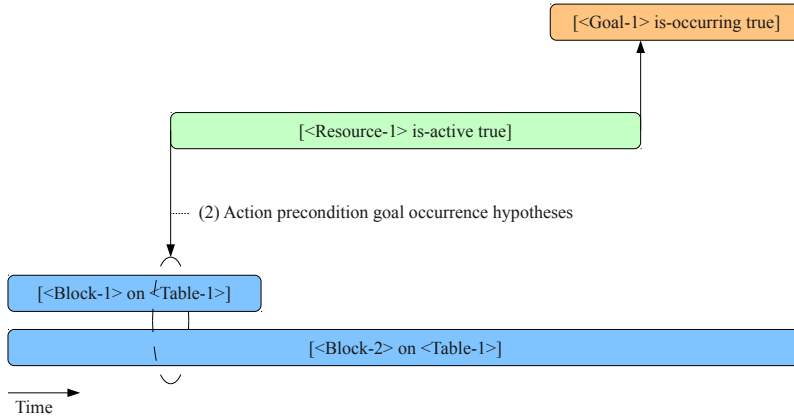 [<Goal-1> is-occurring true]
[<Resource-1> is-active true]
(2) Action precondition goal occurrence hypotheses
[<Block-1> on <Table-1>]
[<Block-2> on <Table-1>]
Time